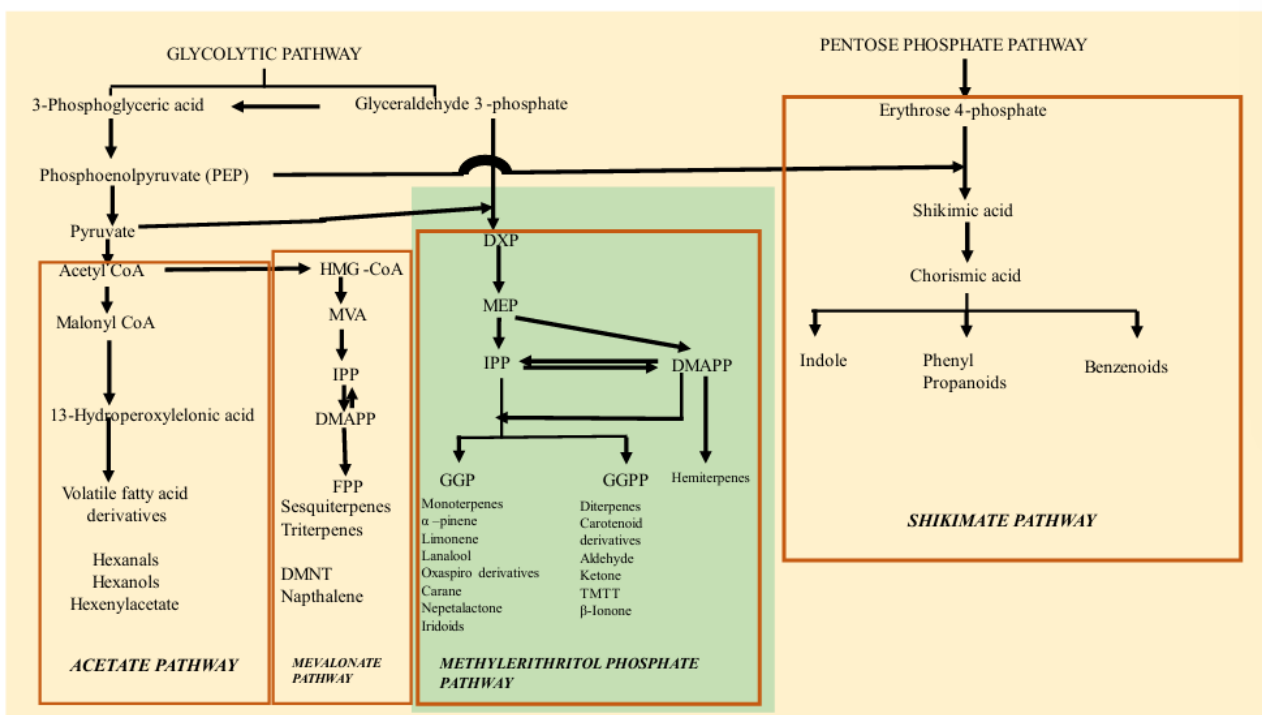 GLYCOLYTIC PATHWAY
PENTOSE PHOSPHATE PATHWAY
3-Phosphoglyceric acid
Glyceraldehyde 3 -phosphate
Erythrose 4-phosphate
Phosphoenolpyruvate (PEP)
Pyruvate
Shikimic acid
DXP
Acetyl CoA
HMG -CoA
Chorismic acid
Malonyl CoA
MVA
MEP
IPP
IPP
DMAPP
Indole
Phenyl
Propanoids
Benzenoids
13-Hydroperoxylelonic acid
DMAPP
Volatile fatty acid
derivatives
Hexanals
Hexanols
Hexenylacetate
ACETATE PATHWAY
FPP
Sesquiterpenes
Triterpenes
DMNT
Napthalene
MEVALONATE
PATHWAY
GGP
Monoterpenes
α –pinene
Limonene
Lanalool
Oxaspiro derivatives
Carane
Nepetalactone
Iridoids
GGPP
Diterpenes
Carotenoid
derivatives
Aldehyde
Ketone
TMTT
β-Ionone
Hemiterpenes
METHYLERITHRITOL PHOSPHATE
PATHWAY
SHIKIMATE PATHWAY